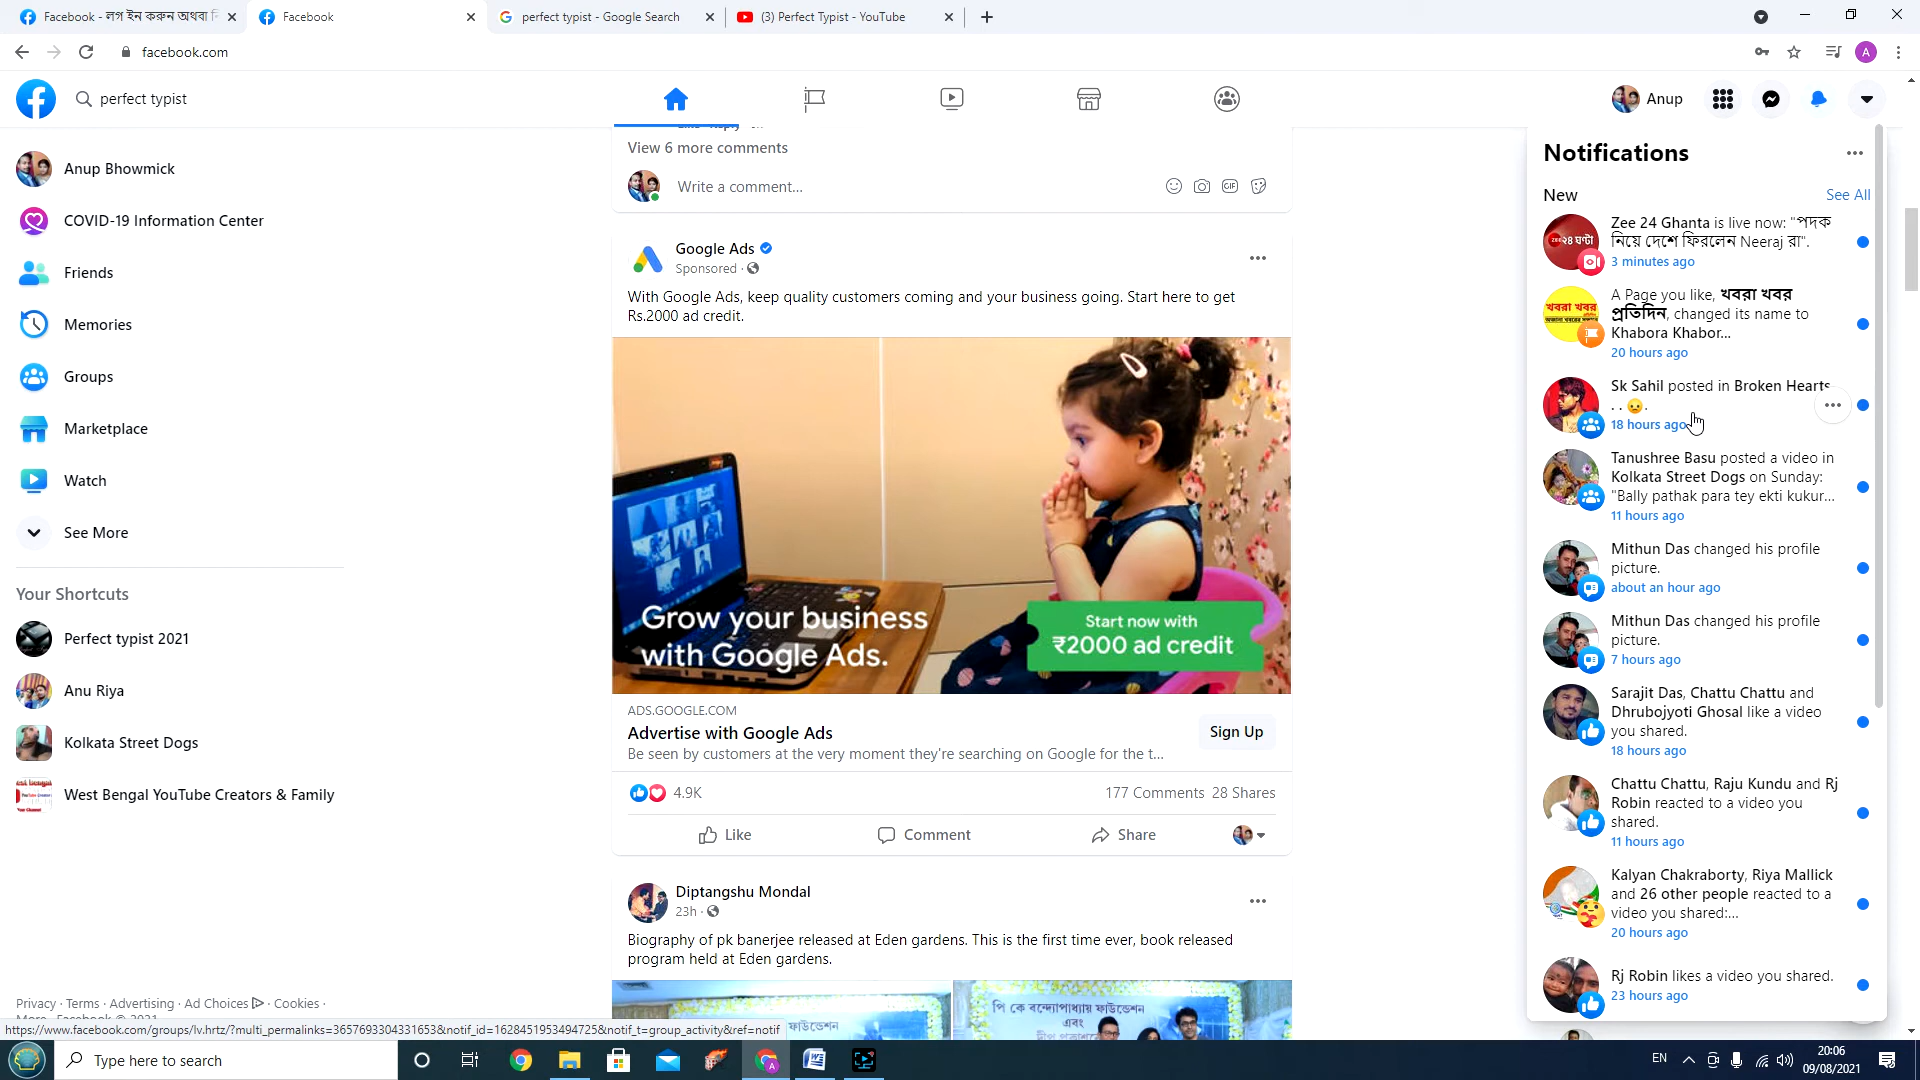 Facebook - লগ ইন করুন অথবা
Facebook
perfect typist - Google Search
(3) Perfect Typist - YouTube
facebook.com
A
perfect typist
Anup
Anup Bhowmick
COVID-19 Information Center
Friends
Memories
Groups
Marketplace
Watch
See More
Your Shortcuts
Perfect typist 2021
Anu Riya
Kolkata Street Dogs
West Bengal YouTube Creators & Family
Privacy · Terms · Advertising · Ad Choices · Cookies ·
https://www.facebook.com/groups/lv.hrtz/?multi_permalinks=3657693304331653&notif_id=1628451953494725&notif_t=group_activity&ref=notif
View 6 more comments
Write a comment...
GIF
Google Ads
Sponsored ·
With Google Ads, keep quality customers coming and your business going. Start here to get
Rs.2000 ad credit.
Grow your business
with Google Ads.
Start now with
₹2000 ad credit
ADS.GOOGLE.COM
Advertise with Google Ads
Be seen by customers at the very moment they're searching on Google for the t...
Sign Up
4.9K
177 Comments 28 Shares
Like
Comment
Share
Diptangshu Mondal
23h ·
Biography of pk banerjee released at Eden gardens. This is the first time ever, book released
program held at Eden gardens.
ফাউন্ডেশন
পি কে বন্দ্যোপাধ্যায় ফাউন্ডেশন
এবং
Notifications
New
See All
Zee 24 Ghanta is live now: "পদক
নিয়ে দেশে ফিরলেন Neeraj রা".
3 minutes ago
A Page you like, খবরা খবর
প্রতিদিন, changed its name to
Khabora Khabor...
20 hours ago
Sk Sahil posted in Broken Hearts
. . 😟.
18 hours ago
Tanushree Basu posted a video in
Kolkata Street Dogs on Sunday:
"Bally pathak para tey ekti kukur...
11 hours ago
Mithun Das changed his profile
picture.
about an hour ago
Mithun Das changed his profile
picture.
7 hours ago
Sarajit Das, Chattu Chattu and
Dhrubojyoti Ghosal like a video
you shared.
18 hours ago
Chattu Chattu, Raju Kundu and Rj
Robin reacted to a video you
shared.
11 hours ago
Kalyan Chakraborty, Riya Mallick
and 26 other people reacted to a
video you shared:...
20 hours ago
Rj Robin likes a video you shared.
23 hours ago
Type here to search
EN
20:06
09/08/2021